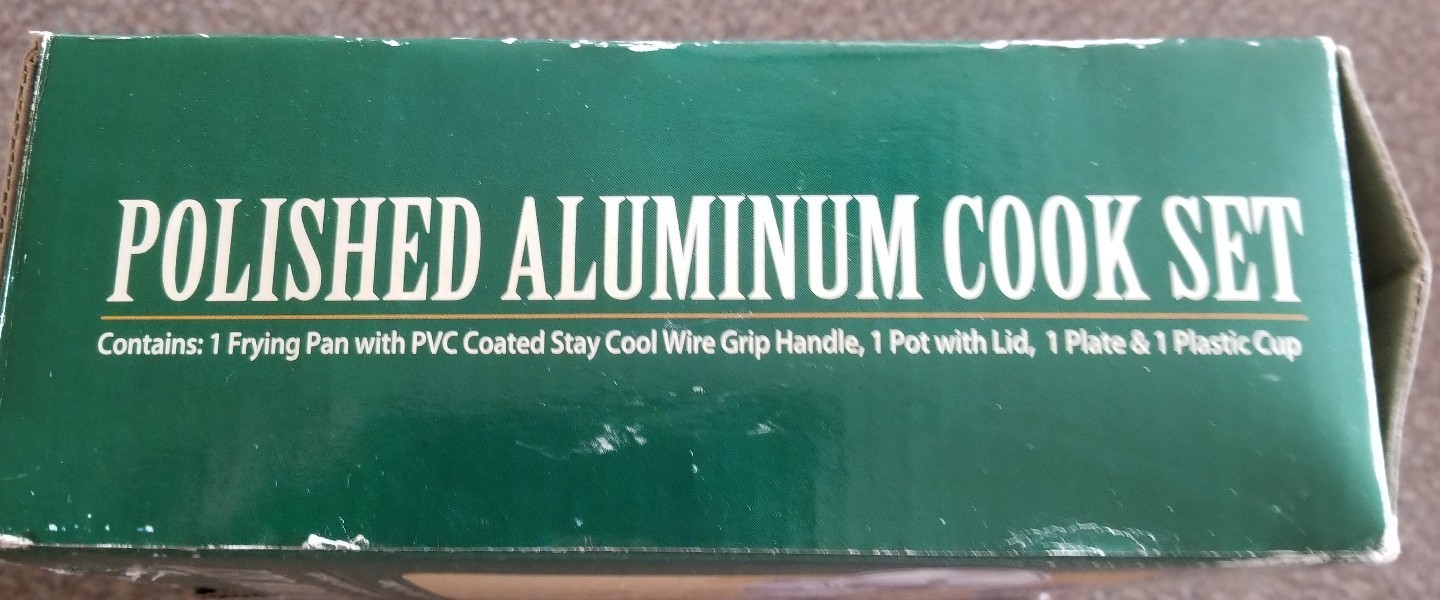 POLISHED ALUMINUM COOK SET
Contains: 1 Frying Pan with PVC Coated Stay Cool Wire Grip Handle, 1 Pot with Lid, 1 Plate & 1 Plastic Cup